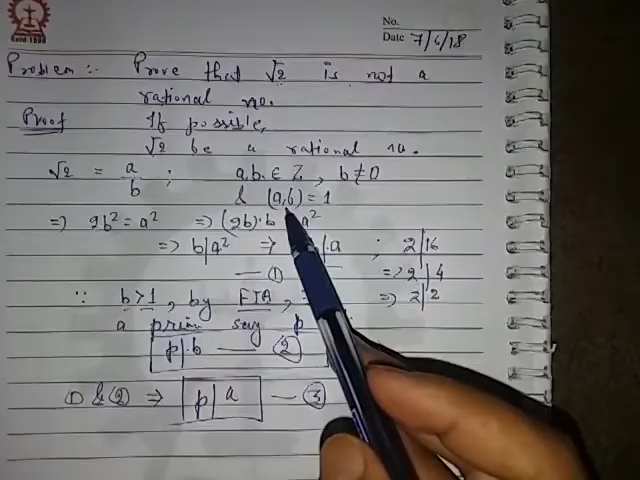 No.
Date 7/6/18
Problem :- Prove that √2 is not a
rational no.
Proof If possible,
√2 be a rational no.
√2 = a/b ; a,b. ∈ Z, b ≠ 0
& (a,b) = 1
=> 2b² = a² => (2b)·b a²
=> b|a² => |a ; 2|16
— ① => 2|4
∵ b>1, by FTA, => 2|2
a prim say p
p|b — ②
① & ② => p|a — ③